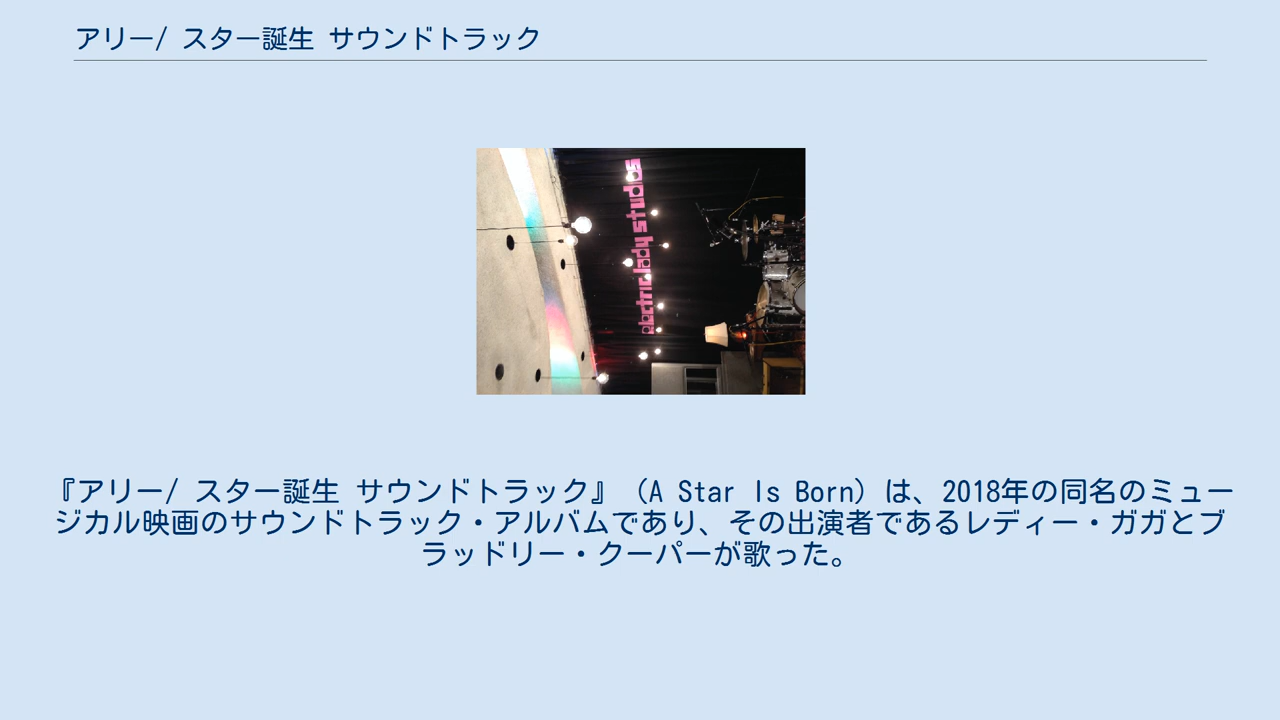 アリー/ スター誕生 サウンドトラック
electric lady studios
『アリー/ スター誕生 サウンドトラック』（A Star Is Born）は、2018年の同名のミュー
ジカル映画のサウンドトラック・アルバムであり、その出演者であるレディー・ガガとブ
ラッドリー・クーパーが歌った。